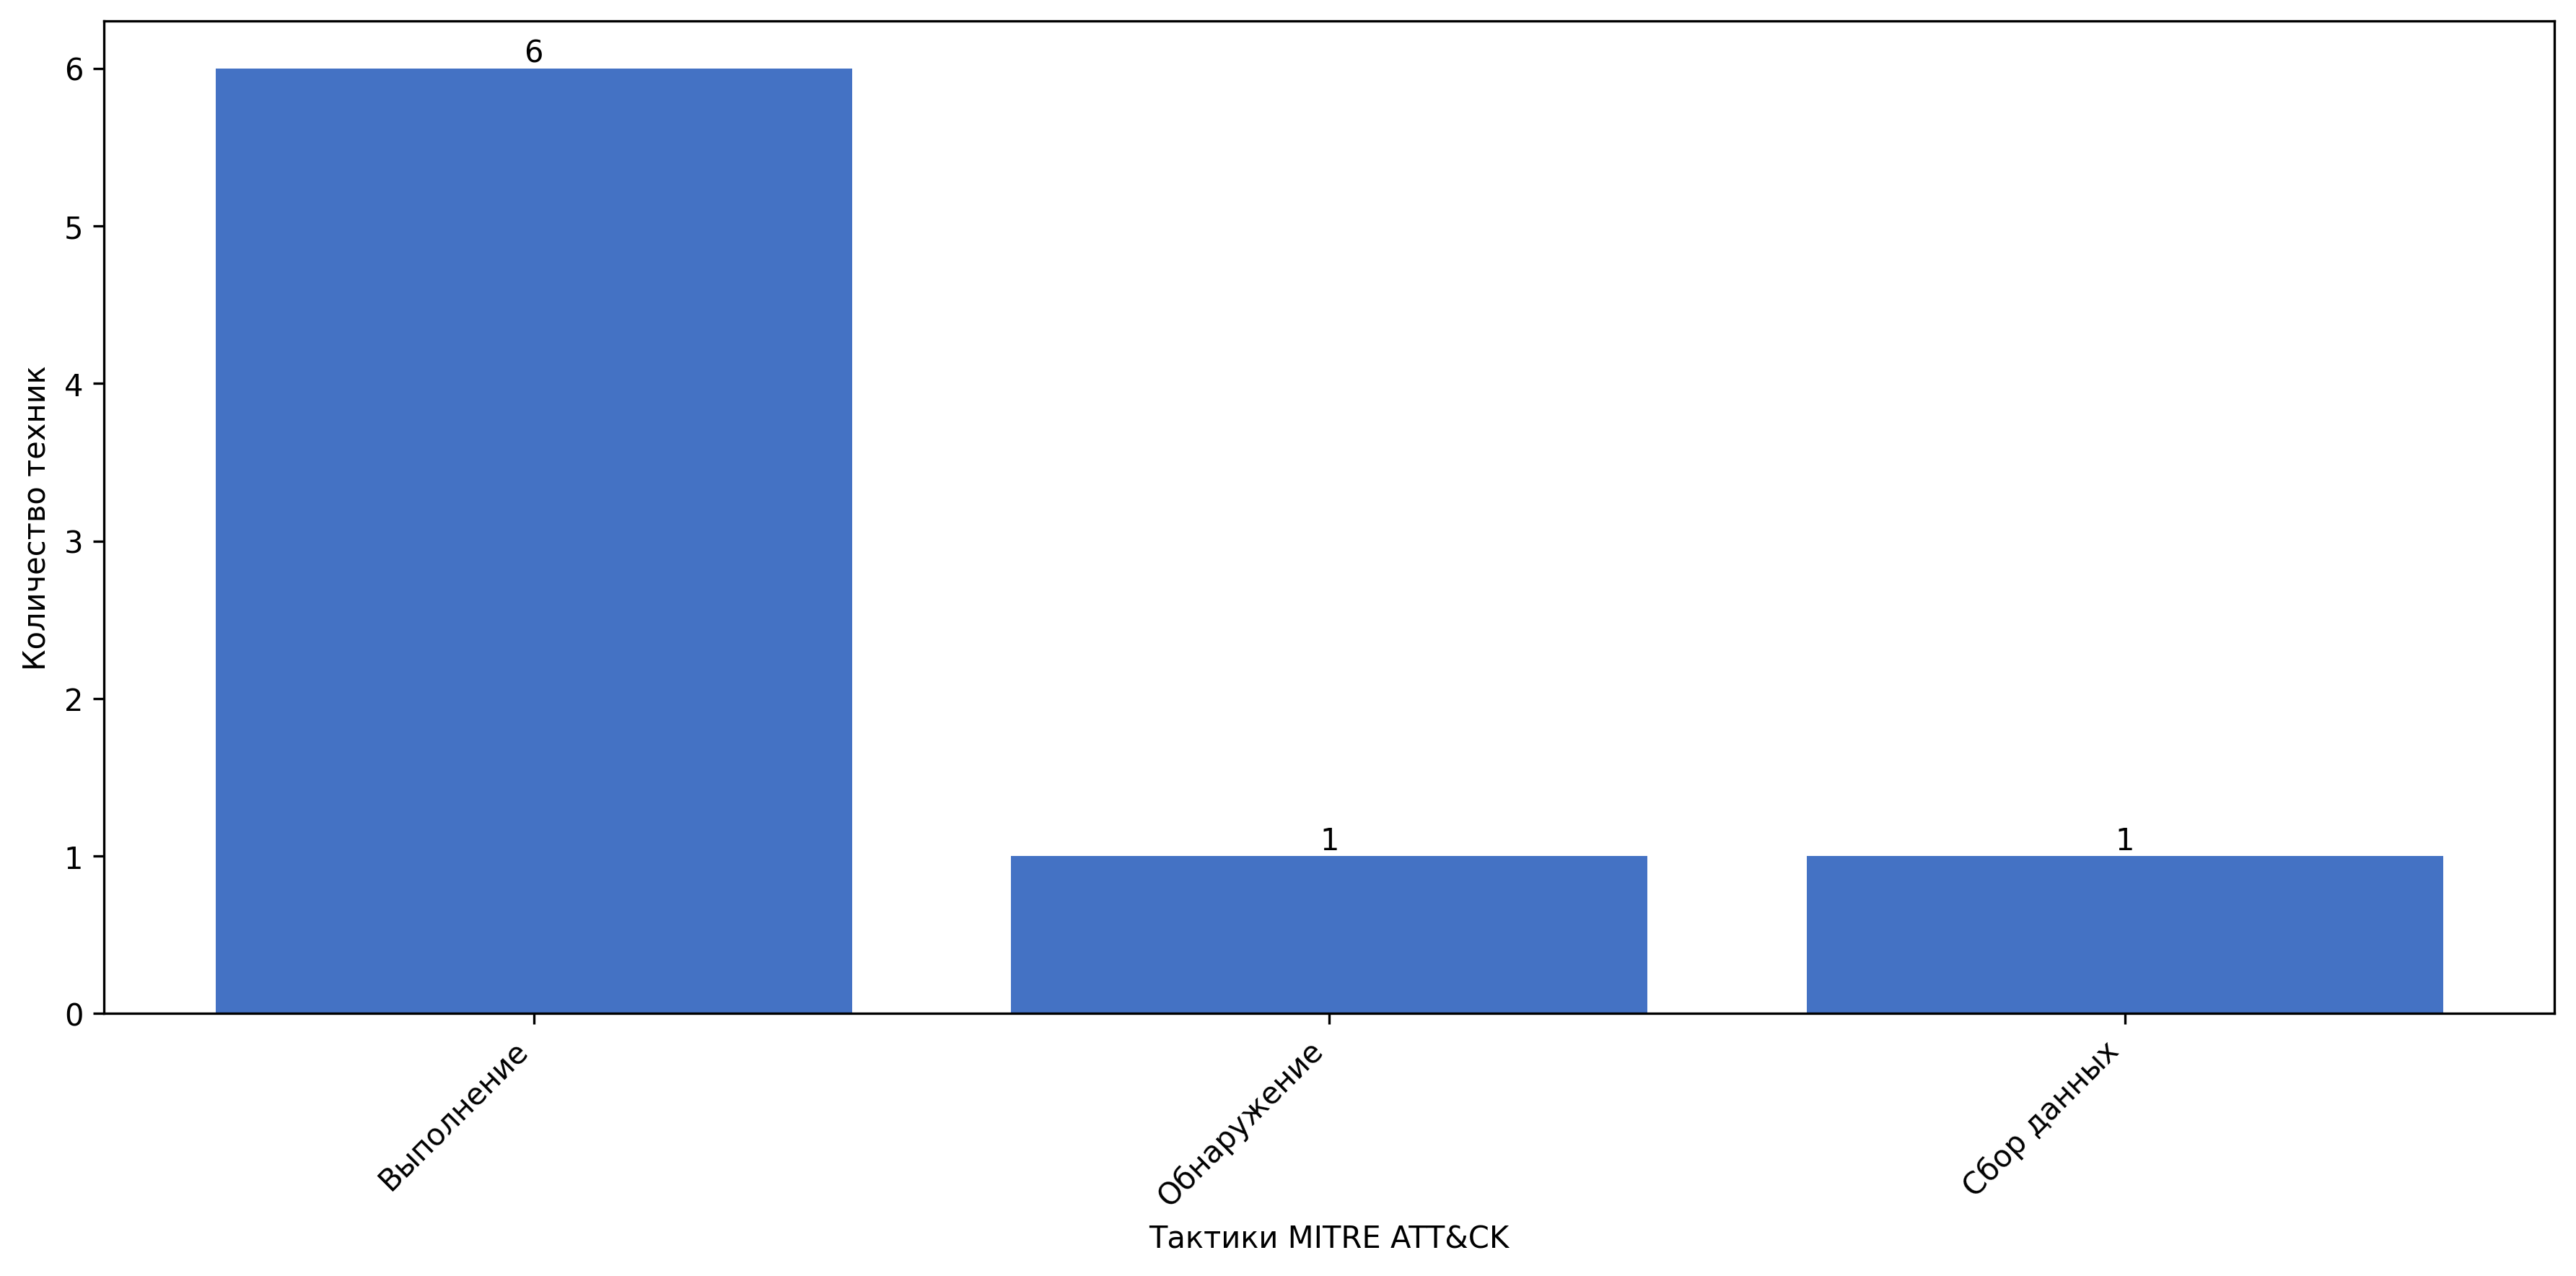 Количество техник
6
5
4
3
2
1
0
6
1
1
Выполнение
Обнаружение
Сбор данных
Тактики MITRE ATT&CK